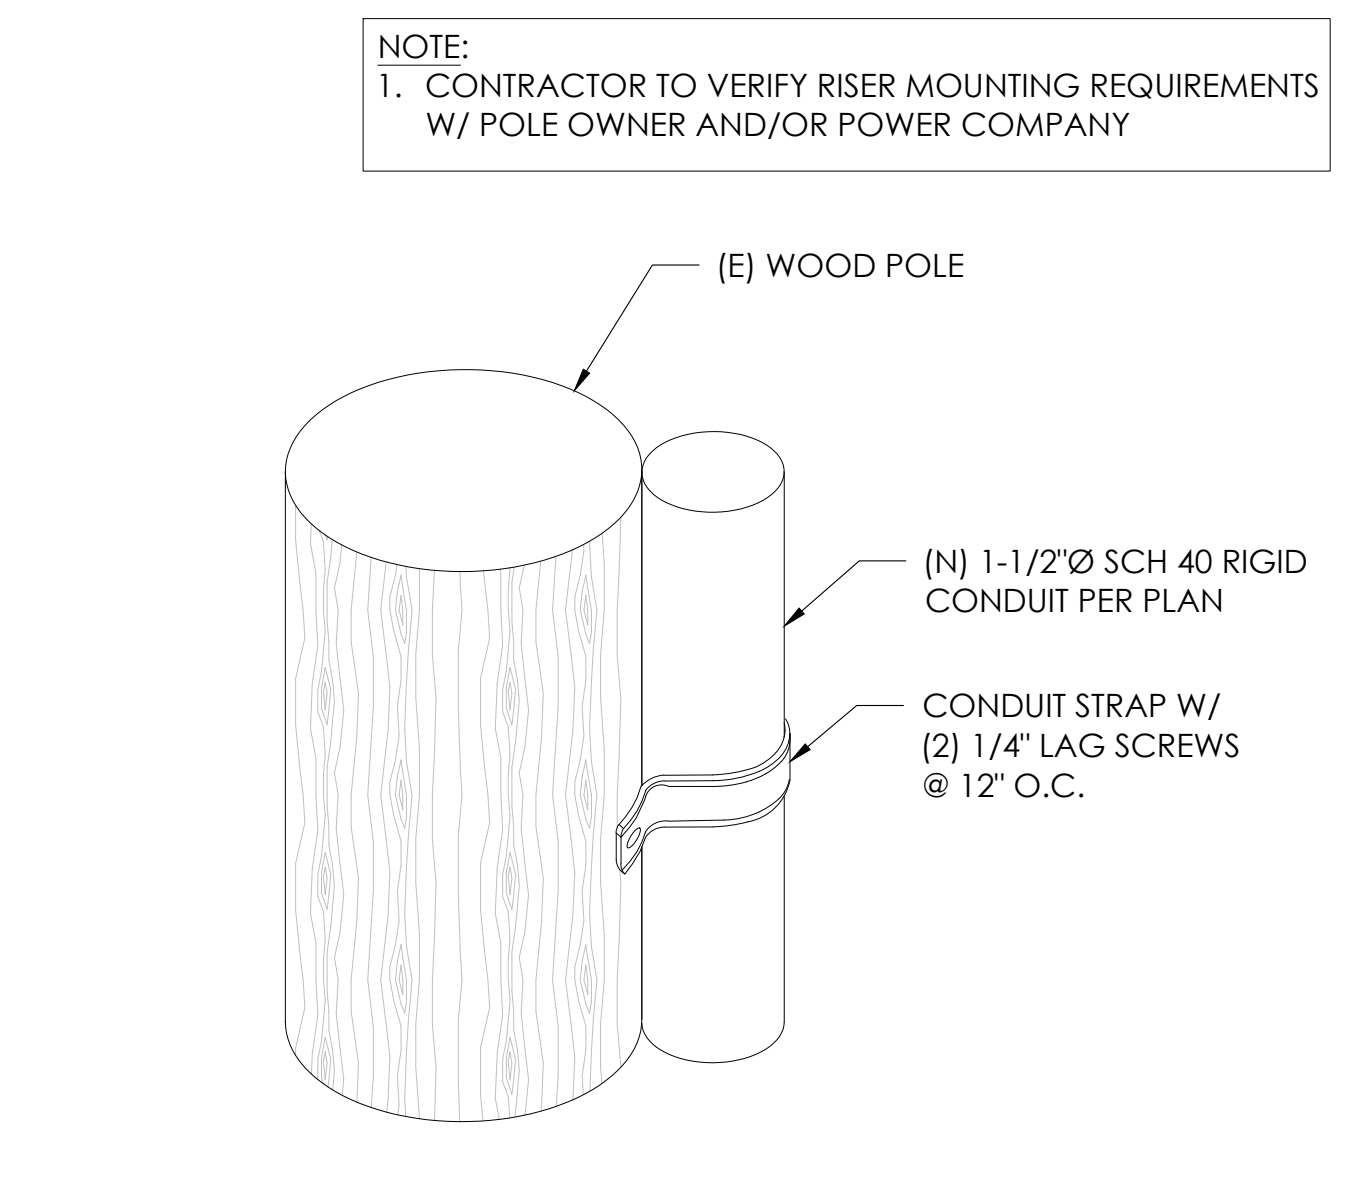 NOTE:
1. CONTRACTOR TO VERIFY RISER MOUNTING REQUIREMENTS
W/ POLE OWNER AND/OR POWER COMPANY
(E) WOOD POLE
(N) 1-1/2"Ø SCH 40 RIGID
CONDUIT PER PLAN
CONDUIT STRAP W/
(2) 1/4" LAG SCREWS
@ 12" O.C.